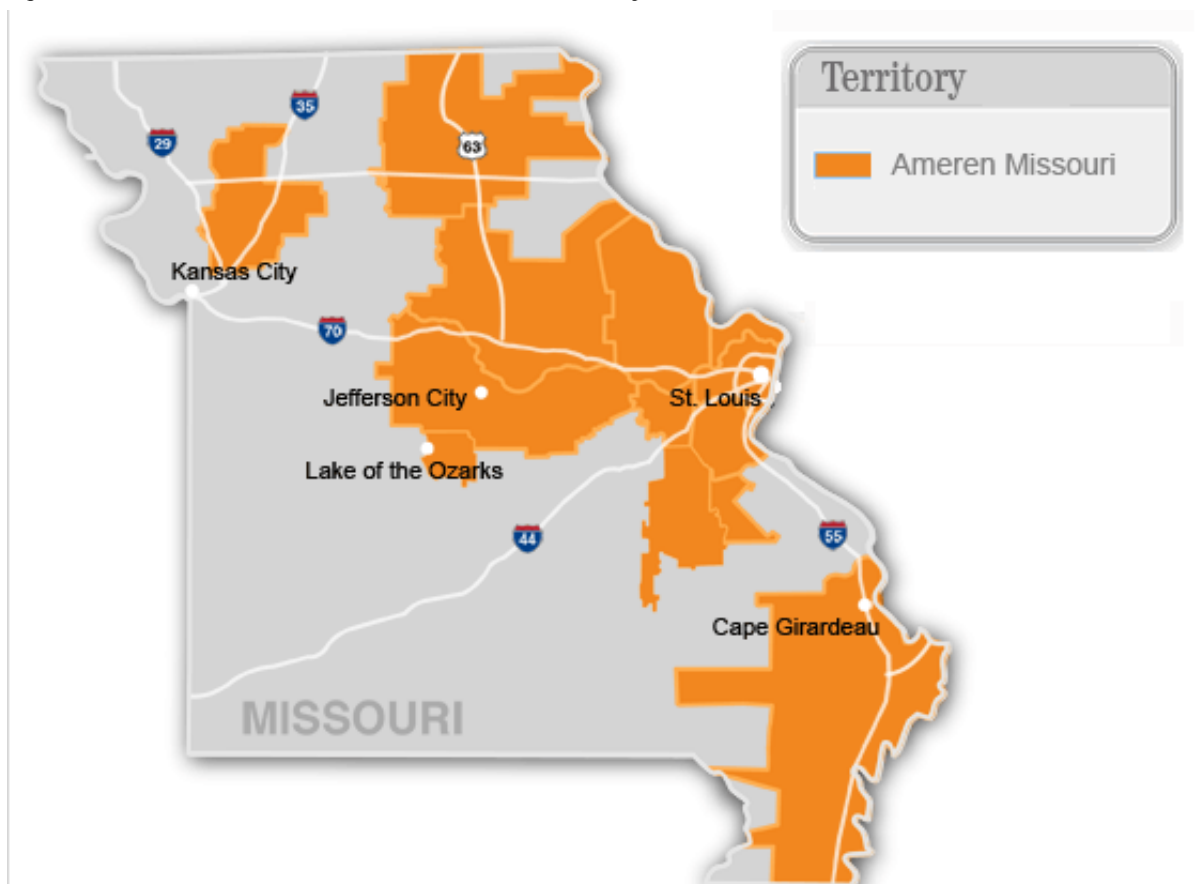 Territory
Ameren Missouri
35
29
63
Kansas City
70
Jefferson City
St. Louis
Lake of the Ozarks
44
55
Cape Girardeau
MISSOURI